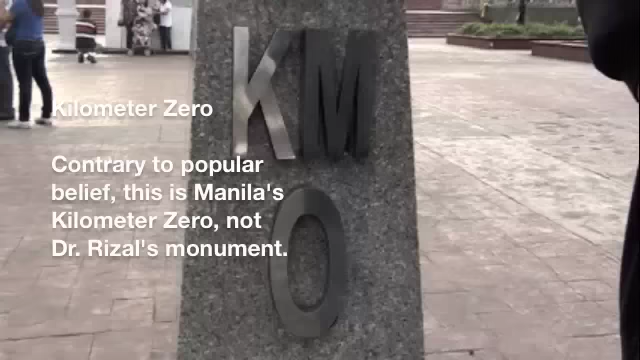 KM
0
Kilometer Zero
Contrary to popular
belief, this is Manila's
Kilometer Zero, not
Dr. Rizal's monument.